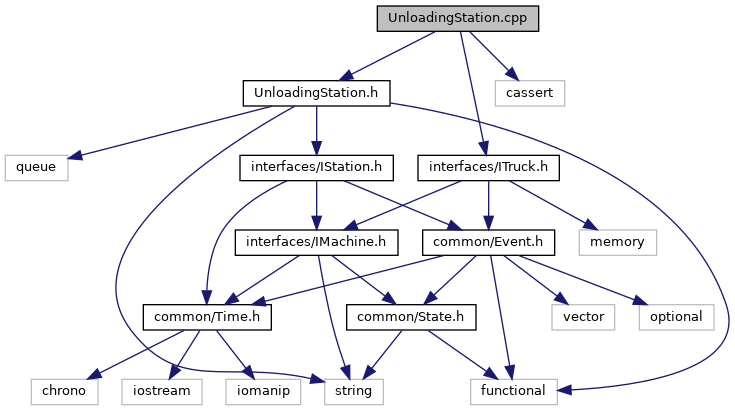 UnloadingStation.cpp
UnloadingStation.h
cassert
queue
interfaces/IStation.h
interfaces/ITruck.h
interfaces/IMachine.h
common/Event.h
memory
common/Time.h
common/State.h
vector
optional
chrono
iostream
iomanip
string
functional